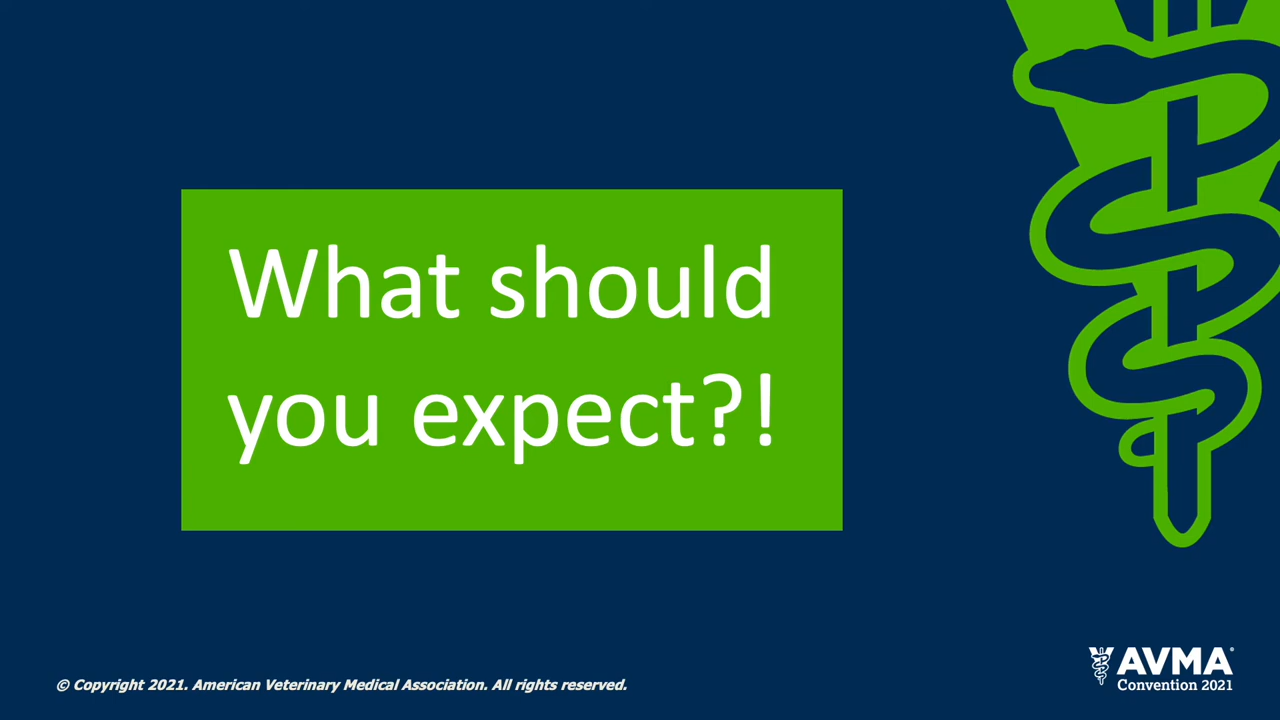 What should
you expect?!
© Copyright 2021. American Veterinary Medical Association. All rights reserved.
AVMA®
Convention 2021